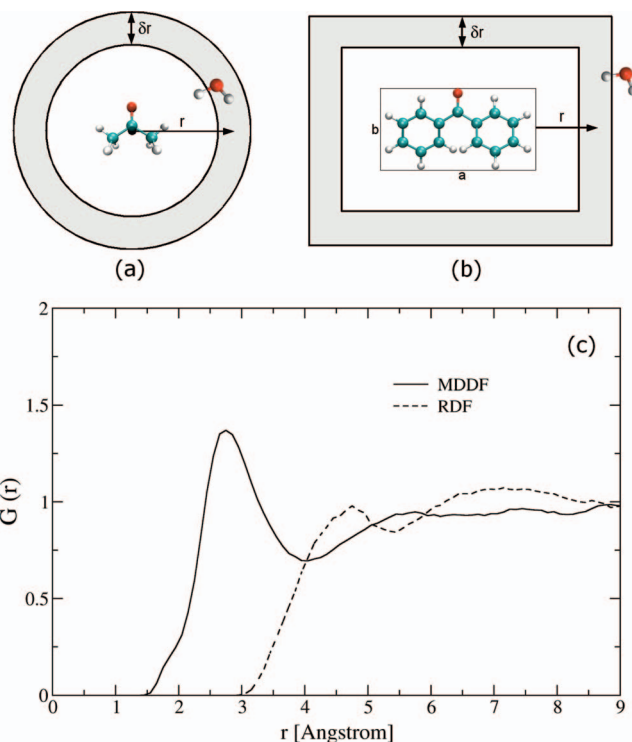 δr
r
(a)
δr
b
a
r
(b)
(c)
MDDF
RDF
G (r)
2
1.5
1
0.5
0
0 1 2 3 4 5 6 7 8 9
r [Angstrom]